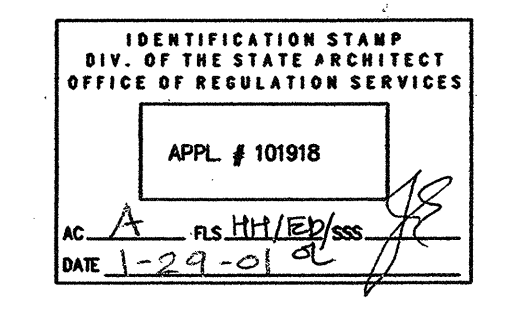 IDENTIFICATION STAMP
DIV. OF THE STATE ARCHITECT
OFFICE OF REGULATION SERVICES
APPL. # 101918
AC A FLS HH/ED/SSS
DATE 1-29-01